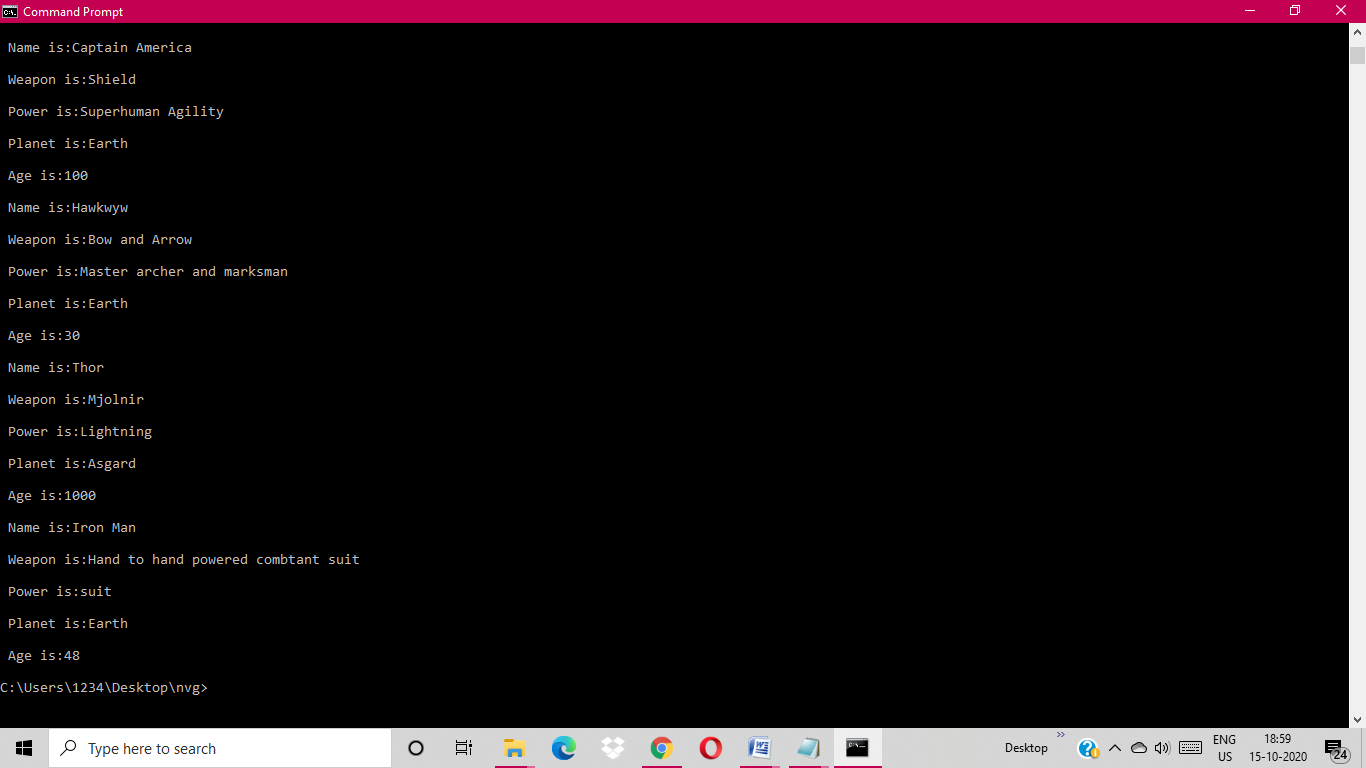 Command Prompt
Name is:Captain America
Weapon is:Shield
Power is:Superhuman Agility
Planet is:Earth
Age is:100
Name is:Hawkwyw
Weapon is:Bow and Arrow
Power is:Master archer and marksman
Planet is:Earth
Age is:30
Name is:Thor
Weapon is:Mjolnir
Power is:Lightning
Planet is:Asgard
Age is:1000
Name is:Iron Man
Weapon is:Hand to hand powered combtant suit
Power is:suit
Planet is:Earth
Age is:48
C:\Users\1234\Desktop\nvg>
Type here to search
Desktop
ENG
US
18:59
15-10-2020
24